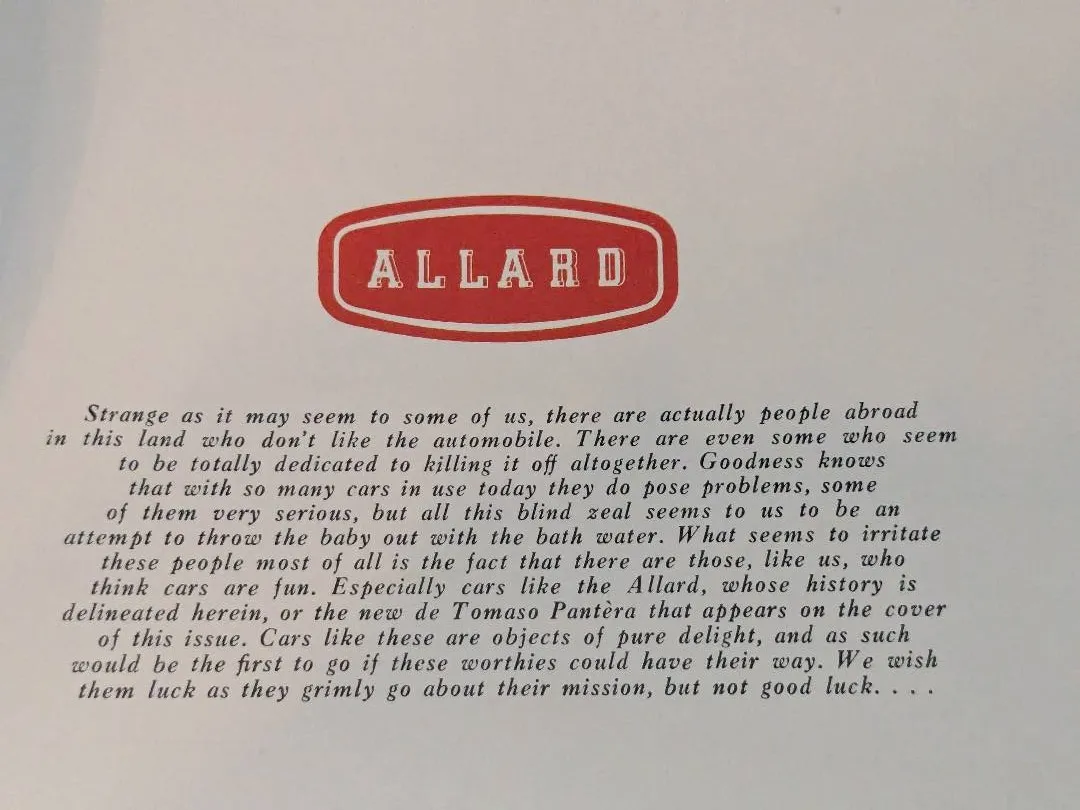 ALLARD
Strange as it may seem to some of us, there are actually people abroad
in this land who don't like the automobile. There are even some who seem
to be totally dedicated to killing it off altogether. Goodness knows
that with so many cars in use today they do pose problems, some
of them very serious, but all this blind zeal seems to us to be an
attempt to throw the baby out with the bath water. What seems to irritate
these people most of all is the fact that there are those, like us, who
think cars are fun. Especially cars like the Allard, whose history is
delineated herein, or the new de Tomaso Pantèra that appears on the cover
of this issue. Cars like these are objects of pure delight, and as such
would be the first to go if these worthies could have their way. We wish
them luck as they grimly go about their mission, but not good luck. . . .